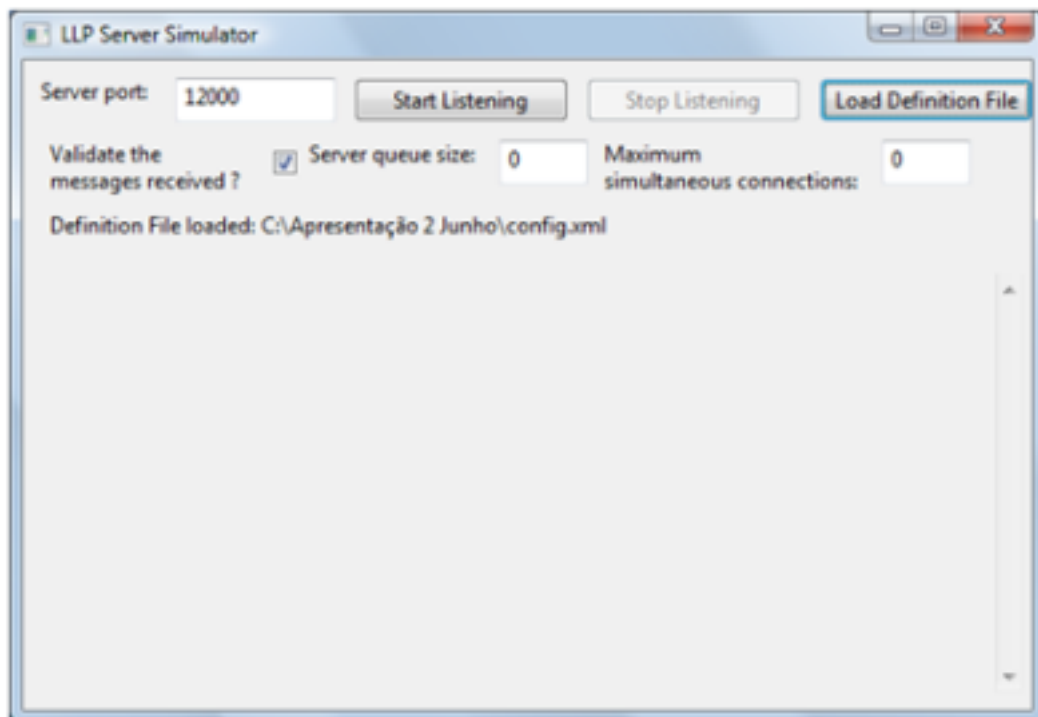 LLP Server Simulator
Server port: 12000 Start Listening Stop Listening Load Definition File
Validate the
messages received ? Server queue size: 0 Maximum
simultaneous connections: 0
Definition File loaded: C:\Apresentação 2 Junho\config.xml